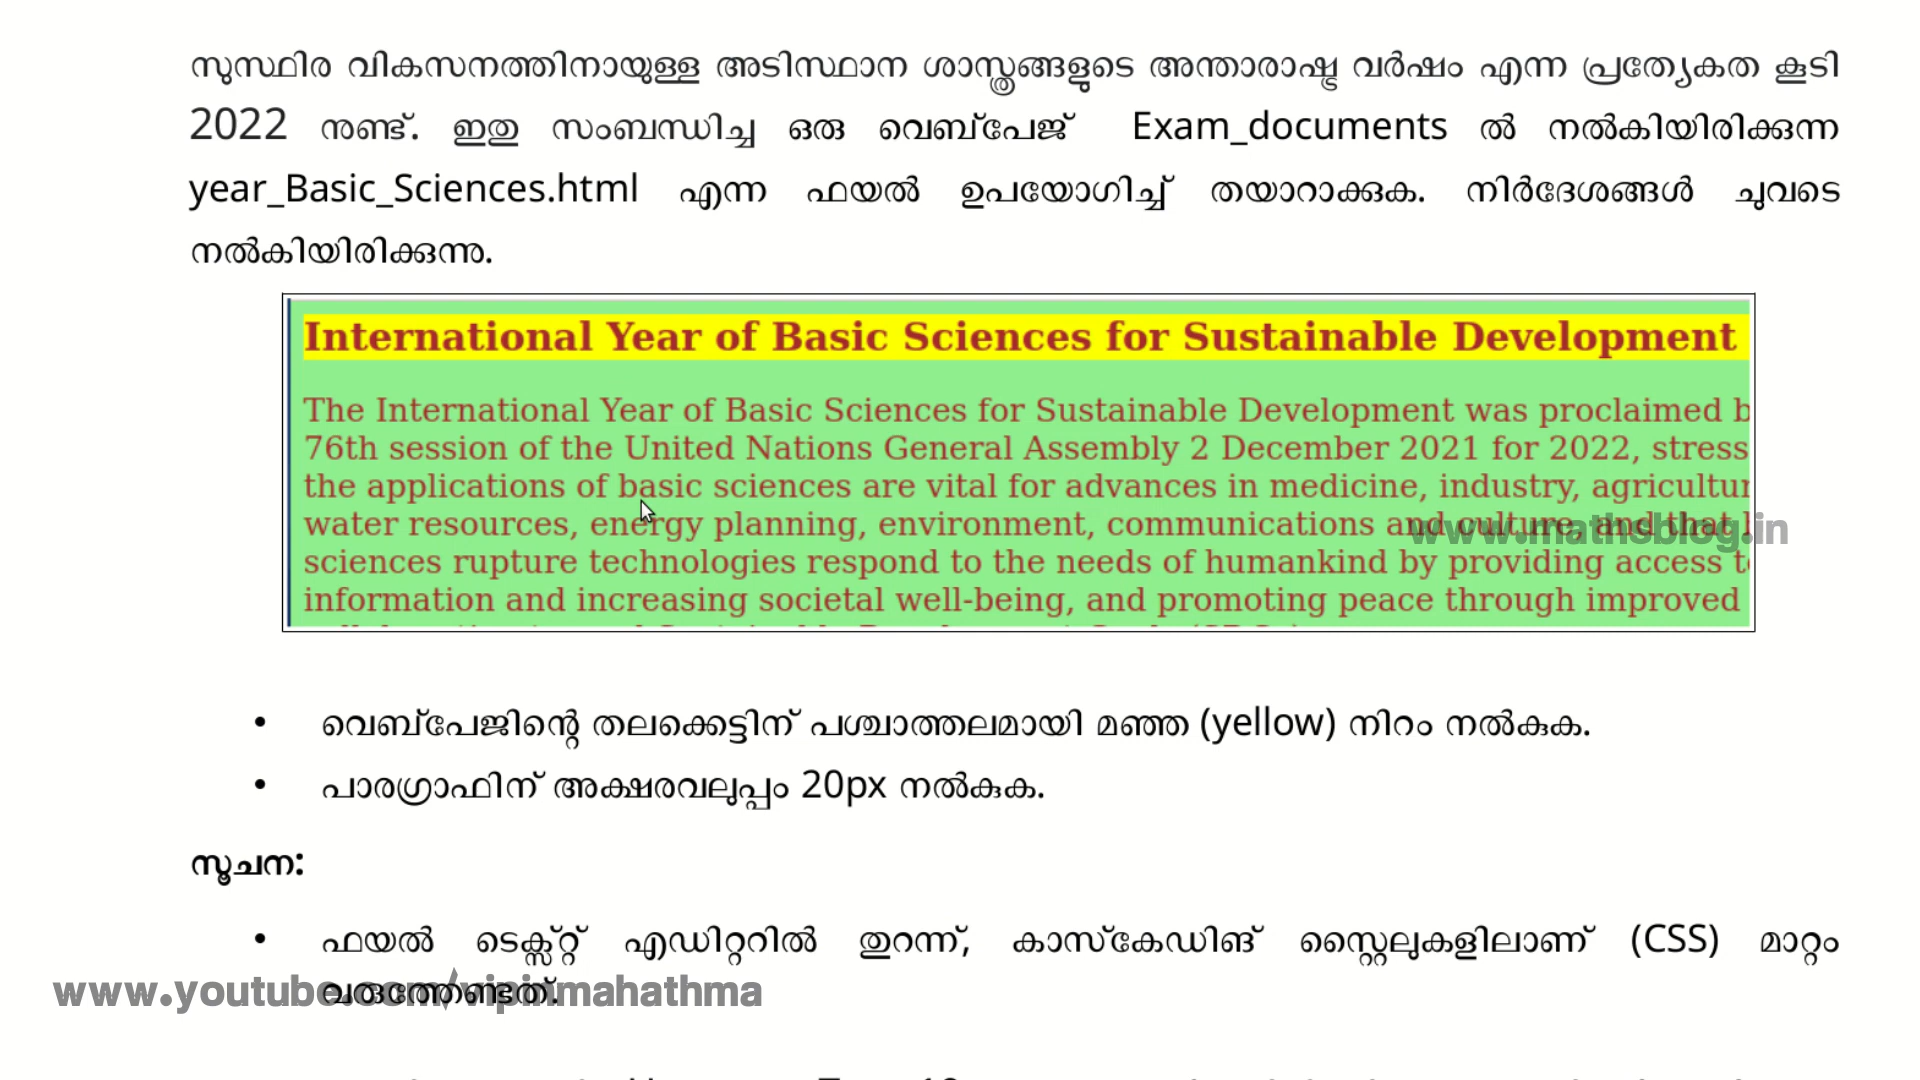 സുസ്ഥിര വികസനത്തിനായുള്ള അടിസ്ഥാന ശാസ്ത്രങ്ങളുടെ അന്താരാഷ്ട്ര വർഷം എന്ന പ്രത്യേകത കൂടി
2022 നുണ്ട്. ഇതു സംബന്ധിച്ച ഒരു വെബ്പേജ് Exam_documents ൽ നൽകിയിരിക്കുന്ന
year_Basic_Sciences.html എന്ന ഫയൽ ഉപയോഗിച്ച് തയാറാക്കുക. നിർദേശങ്ങൾ ചുവടെ
നൽകിയിരിക്കുന്നു.
International Year of Basic Sciences for Sustainable Development
The International Year of Basic Sciences for Sustainable Development was proclaimed b
76th session of the United Nations General Assembly 2 December 2021 for 2022, stress
the applications of basic sciences are vital for advances in medicine, industry, agricultur
water resources, energy planning, environment, communications and culture, and that
www.mathsblog.in
sciences rupture technologies respond to the needs of humankind by providing access t
information and increasing societal well-being, and promoting peace through improved
• വെബ്പേജിന്റെ തലക്കെട്ടിന് പശ്ചാത്തലമായി മഞ്ഞ (yellow) നിറം നൽകുക.
• പാരഗ്രാഫിന് അക്ഷരവലുപ്പം 20px നൽകുക.
സൂചന:
• ഫയൽ ടെക്സ്റ്റ് എഡിറ്ററിൽ തുറന്ന്, കാസ്കേഡിങ് സ്റ്റൈലുകളിലാണ് (CSS) മാറ്റം
വരുത്തേണ്ടത്.
www.youtube.com/vipinmahathma